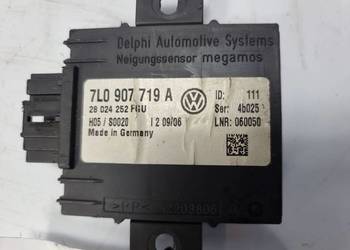 Delphi Automotive Systems
Neigungssensor megamos
7L0 907 719 A
ID: 111
28 024 252 FGU
Ser: 4b025
H05 / S0020
I 2 09/06
LNR: 060050
Made in Germany